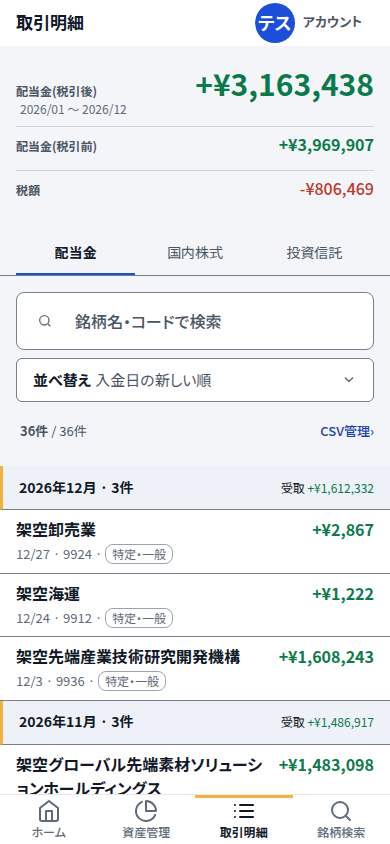 取引明細
テス アカウント
配当金(税引後) +¥3,163,438
2026/01 〜 2026/12
配当金(税引前) +¥3,969,907
税額 -¥806,469
配当金 国内株式 投資信託
銘柄名・コードで検索
並べ替え 入金日の新しい順
36件 / 36件 CSV管理›
2026年12月・3件 受取 +¥1,612,332
架空卸売業 +¥2,867
12/27・9924・特定・一般
架空海運 +¥1,222
12/24・9912・特定・一般
架空先端産業技術研究開発機構 +¥1,608,243
12/3・9936・特定・一般
2026年11月・3件 受取 +¥1,486,917
架空グローバル先端素材ソリューシ +¥1,483,098
ョンホールディングス
ホーム 資産管理 取引明細 銘柄検索